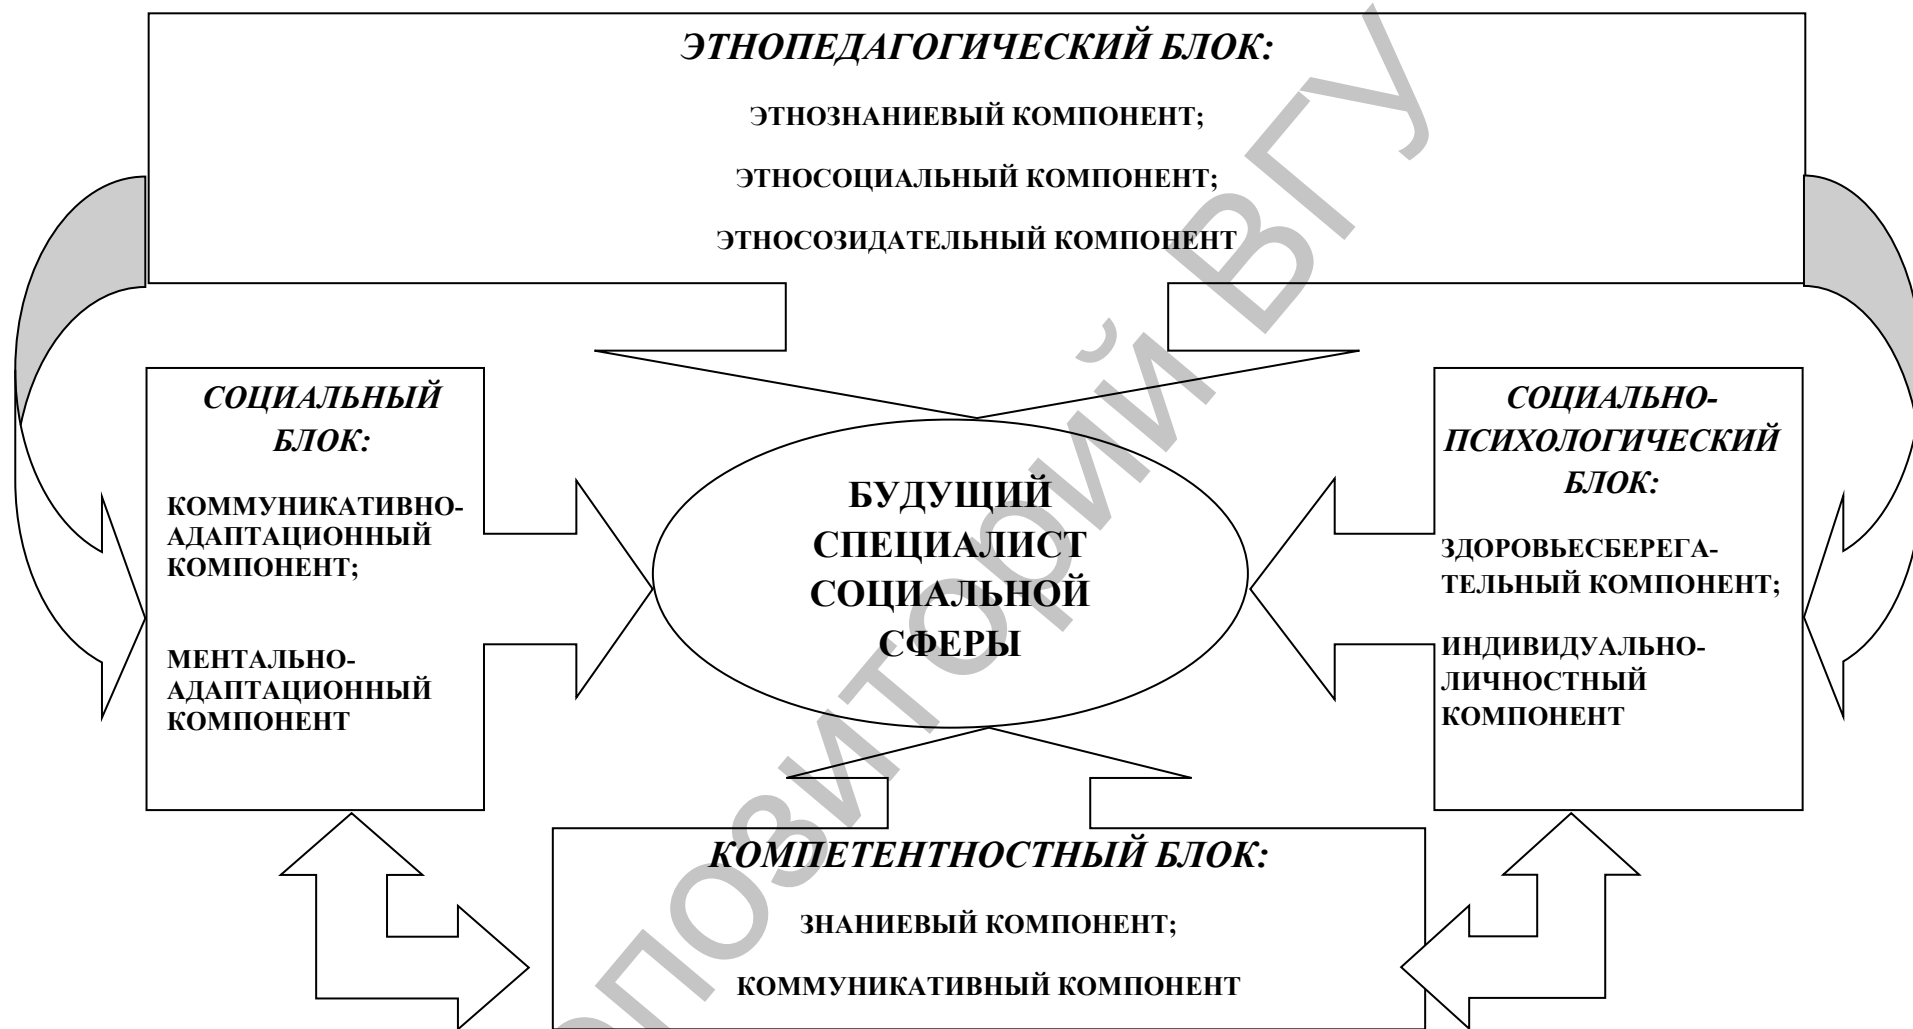 ЭТНОПЕДАГОГИЧЕСКИЙ БЛОК:
ЭТНОЗНАНИЕВЫЙ КОМПОНЕНТ;
ЭТНОСОЦИАЛЬНЫЙ КОМПОНЕНТ;
ЭТНОСОЗИДАТЕЛЬНЫЙ КОМПОНЕНТ
СОЦИАЛЬНЫЙ
БЛОК:
КОММУНИКАТИВНО-
АДАПТАЦИОННЫЙ
КОМПОНЕНТ;
МЕНТАЛЬНО-
АДАПТАЦИОННЫЙ
КОМПОНЕНТ
БУДУЩИЙ
СПЕЦИАЛИСТ
СОЦИАЛЬНОЙ
СФЕРЫ
СОЦИАЛЬНО-
ПСИХОЛОГИЧЕСКИЙ
БЛОК:
ЗДОРОВЬЕСБЕРЕГА-
ТЕЛЬНЫЙ КОМПОНЕНТ;
ИНДИВИДУАЛЬНО-
ЛИЧНОСТНЫЙ
КОМПОНЕНТ
КОМПЕТЕНТНОСТНЫЙ БЛОК:
ЗНАНИЕВЫЙ КОМПОНЕНТ;
КОММУНИКАТИВНЫЙ КОМПОНЕНТ
позиторий ВГУ